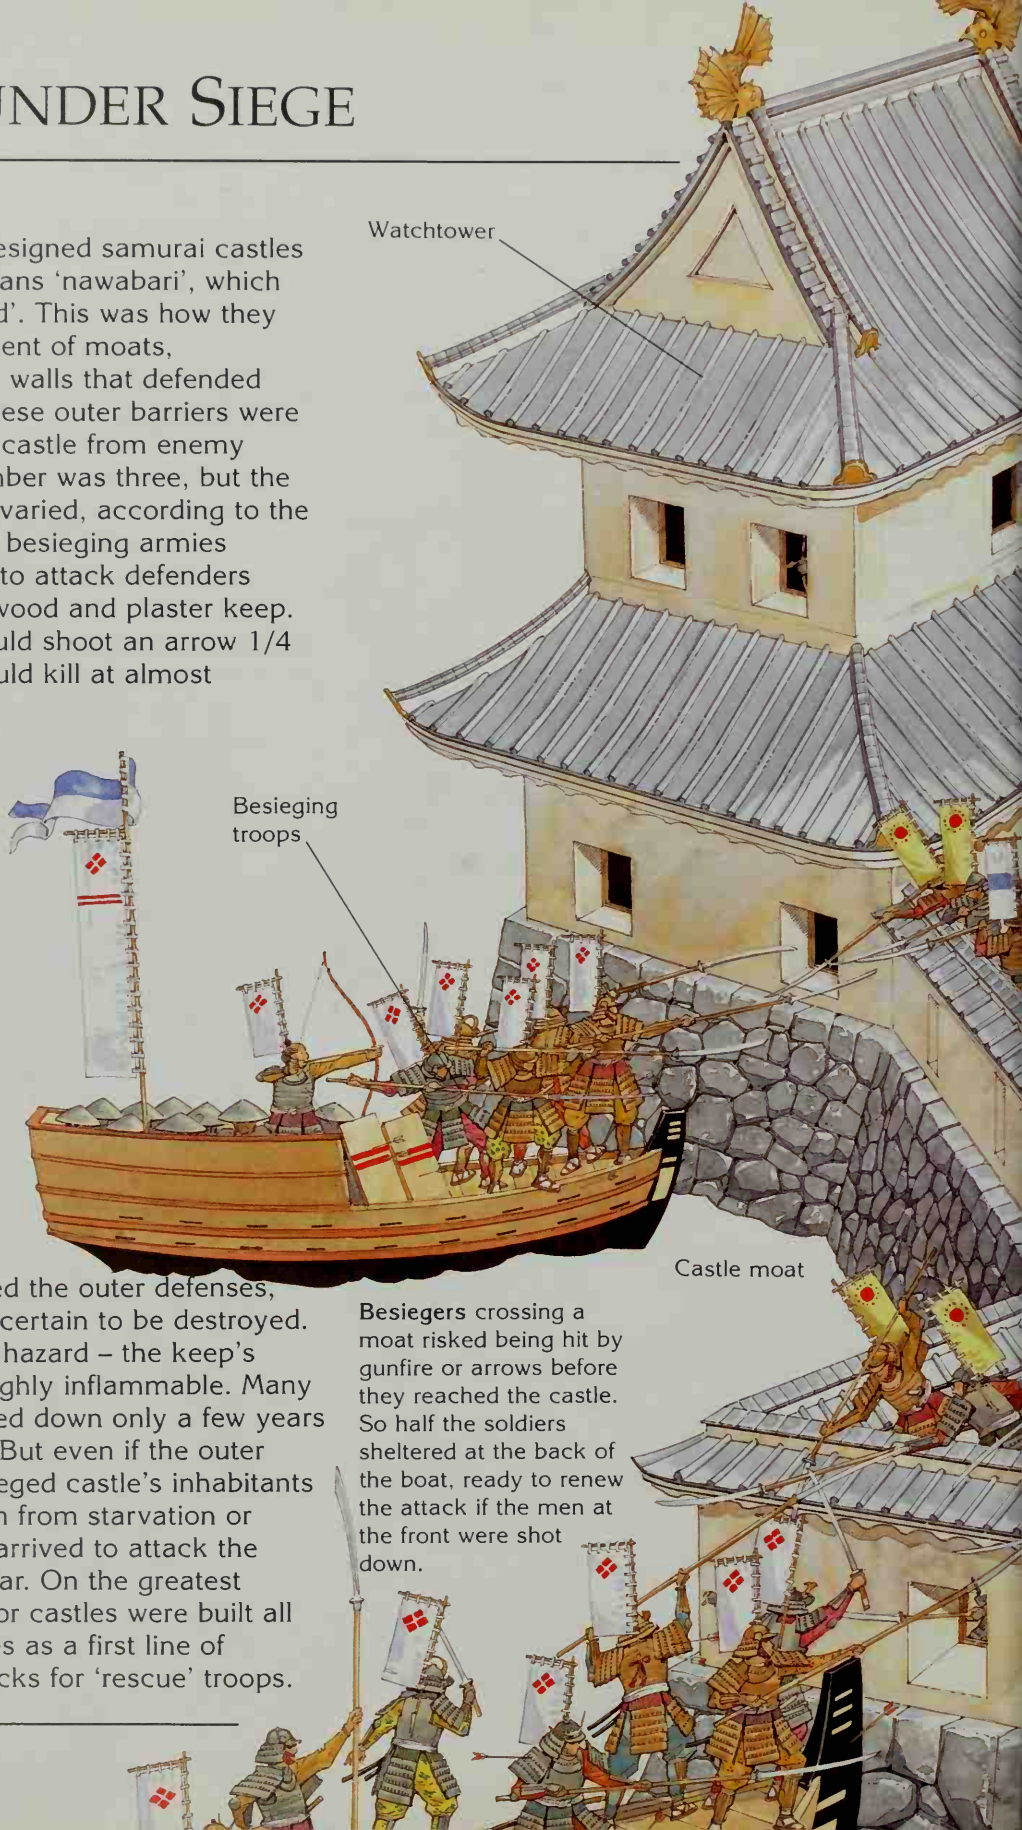 UNDER SIEGE
Watchtower
esigned samurai castles
ans ‘nawabari’, which
d’. This was how they
ent of moats,
walls that defended
ese outer barriers were
castle from enemy
nber was three, but the
varied, according to the
besieging armies
to attack defenders
wood and plaster keep.
uld shoot an arrow 1/4
uld kill at almost
Besieging
troops
Castle moat
ed the outer defenses,
certain to be destroyed.
hazard – the keep’s
ghly inflammable. Many
ed down only a few years
But even if the outer
eged castle’s inhabitants
n from starvation or
arrived to attack the
ar. On the greatest
or castles were built all
s as a first line of
cks for ‘rescue’ troops.
Besiegers crossing a
moat risked being hit by
gunfire or arrows before
they reached the castle.
So half the soldiers
sheltered at the back of
the boat, ready to renew
the attack if the men at
the front were shot
down.